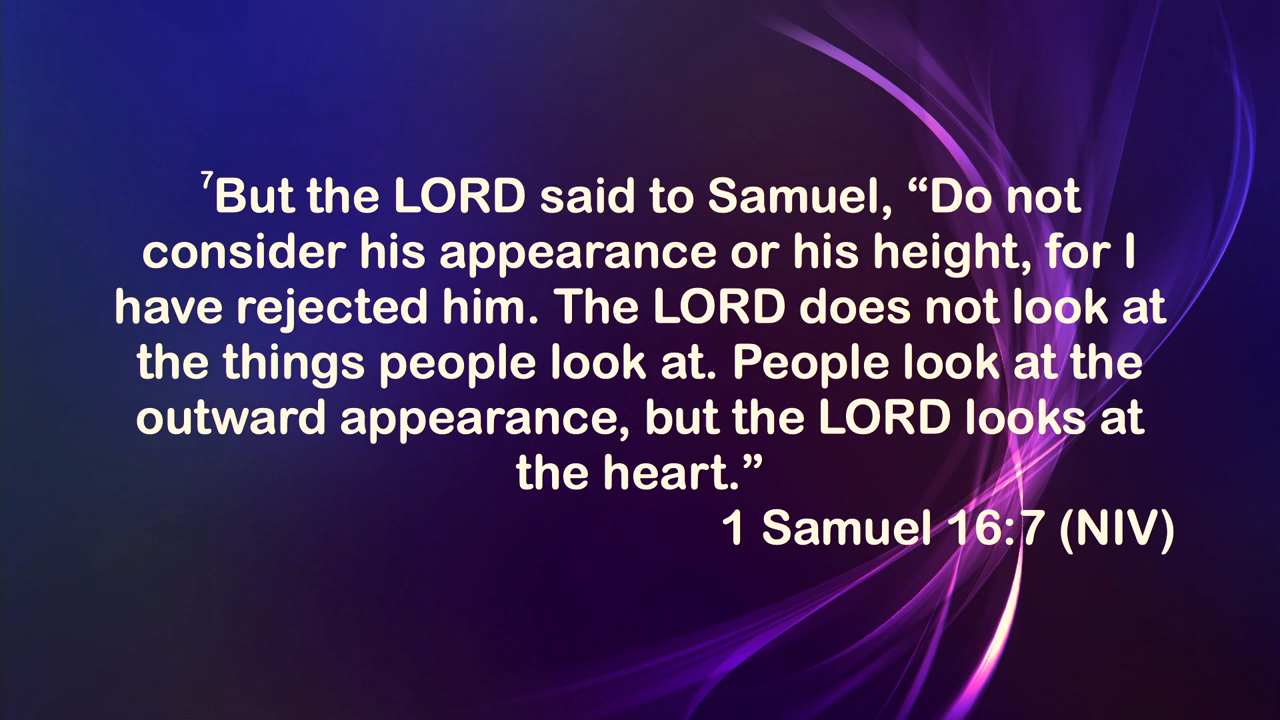 ⁷But the LORD said to Samuel, “Do not
consider his appearance or his height, for I
have rejected him. The LORD does not look at
the things people look at. People look at the
outward appearance, but the LORD looks at
the heart.”
1 Samuel 16:7 (NIV)